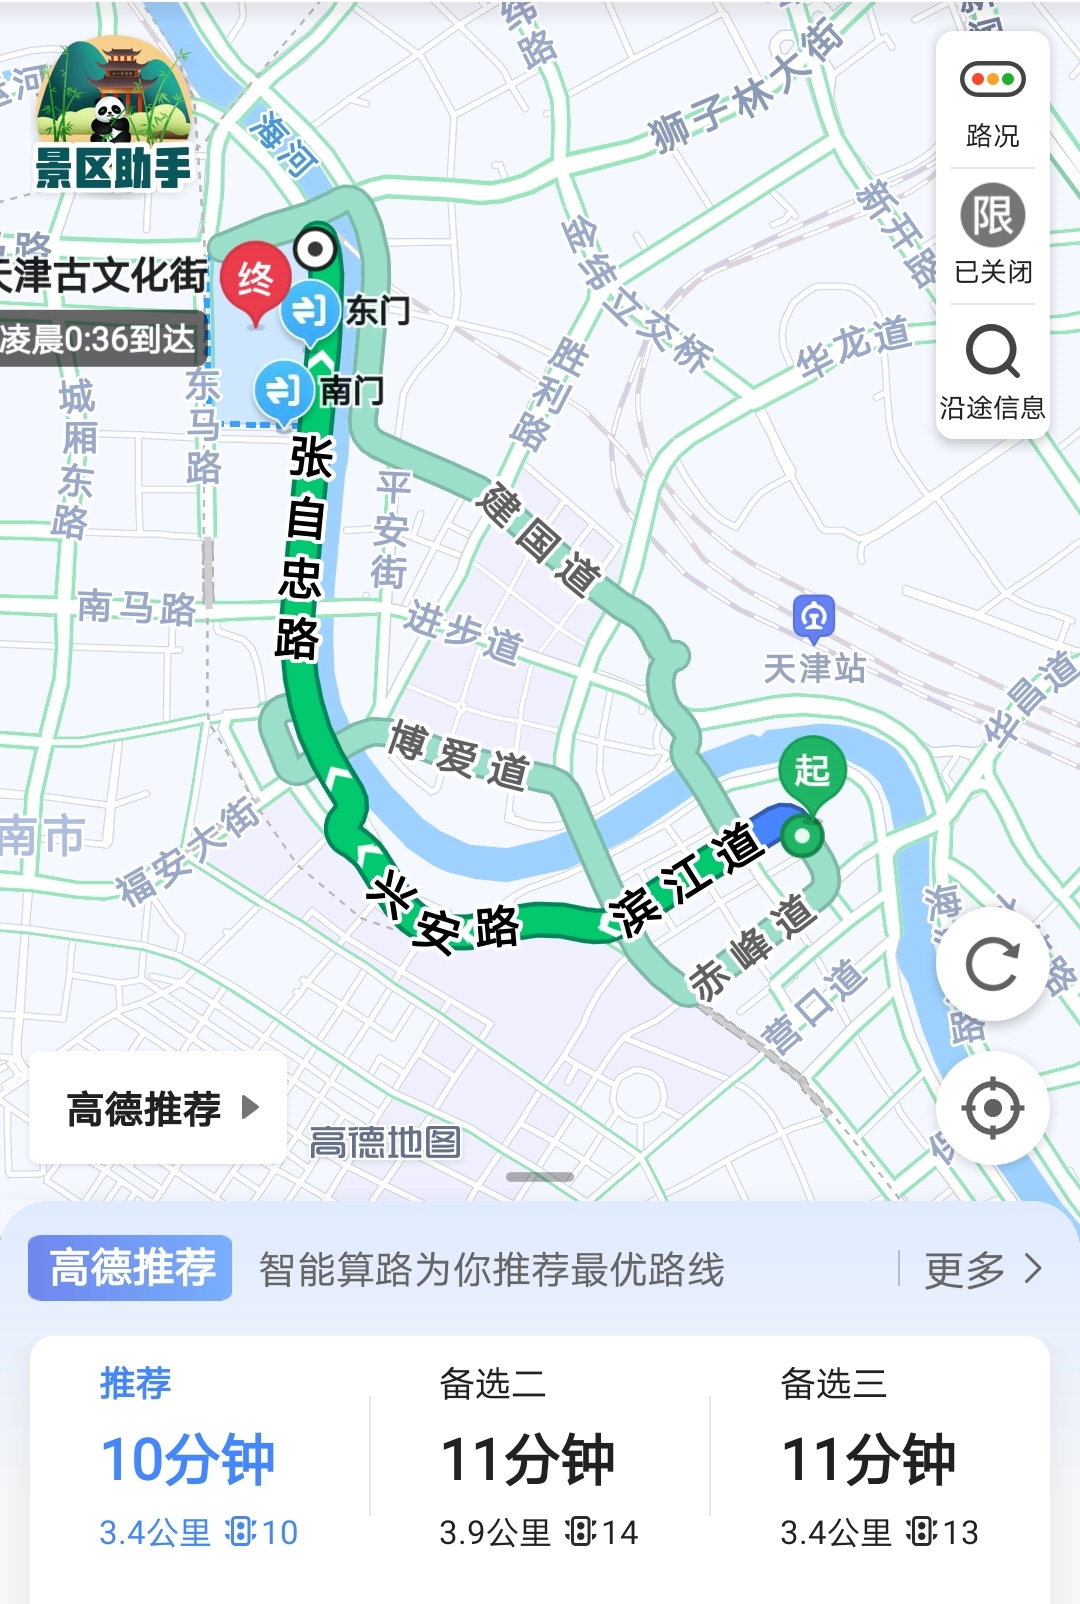 纬路
狮子林大街
海河
景区助手
路况
限
已关闭
沿途信息
新开路
金纬立交桥
天津古文化街
凌晨0:36到达
终
东门
南门
华龙道
胜利路
城厢东路
东马路
张自忠路
平安街
建国道
南马路
进步道
天津站
华昌道
博爱道
起
南市
福安大街
兴安路
滨江道
赤峰道
营口道
高德推荐
高德地图
高德推荐
智能算路为你推荐最优路线
更多
推荐
备选二
备选三
10分钟
11分钟
11分钟
3.4公里 10
3.9公里 14
3.4公里 13